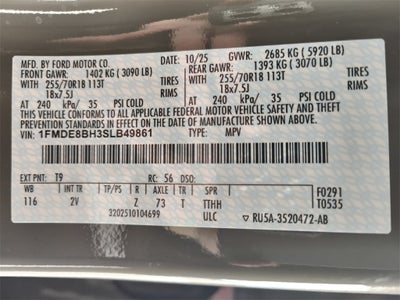 MFD. BY FORD MOTOR CO. 10/25 GVWR: 2685 KG ( 5920 LB)
FRONT GAWR: 1402 KG ( 3090 LB) REAR GAWR: 1393 KG ( 3070 LB)
WITH 255/70R18 113T WITH 255/70R18 113T
18x7.5J 18x7.5J
AT 240 kPa/ 35 PSI COLD AT 240 kPa/ 35 PSI COLD
THIS VEHICLE CONFORMS TO ALL APPLICABLE FEDERAL MOTOR VEHICLE SAFETY AND THEFT PREVENTION STANDARDS IN EFFECT ON THE DATE OF MANUFACTURE SHOWN ABOVE.
VIN: 1FMDE8BH3SLB49861 TYPE: MPV
EXT PNT: T9 RC: 56 DSO: F0291
WB INT TR TP/PS R AXLE TR SPR T0535
116 2V Z 73 T TTHH
3202510104699 ULC RU5A-3520472-AB